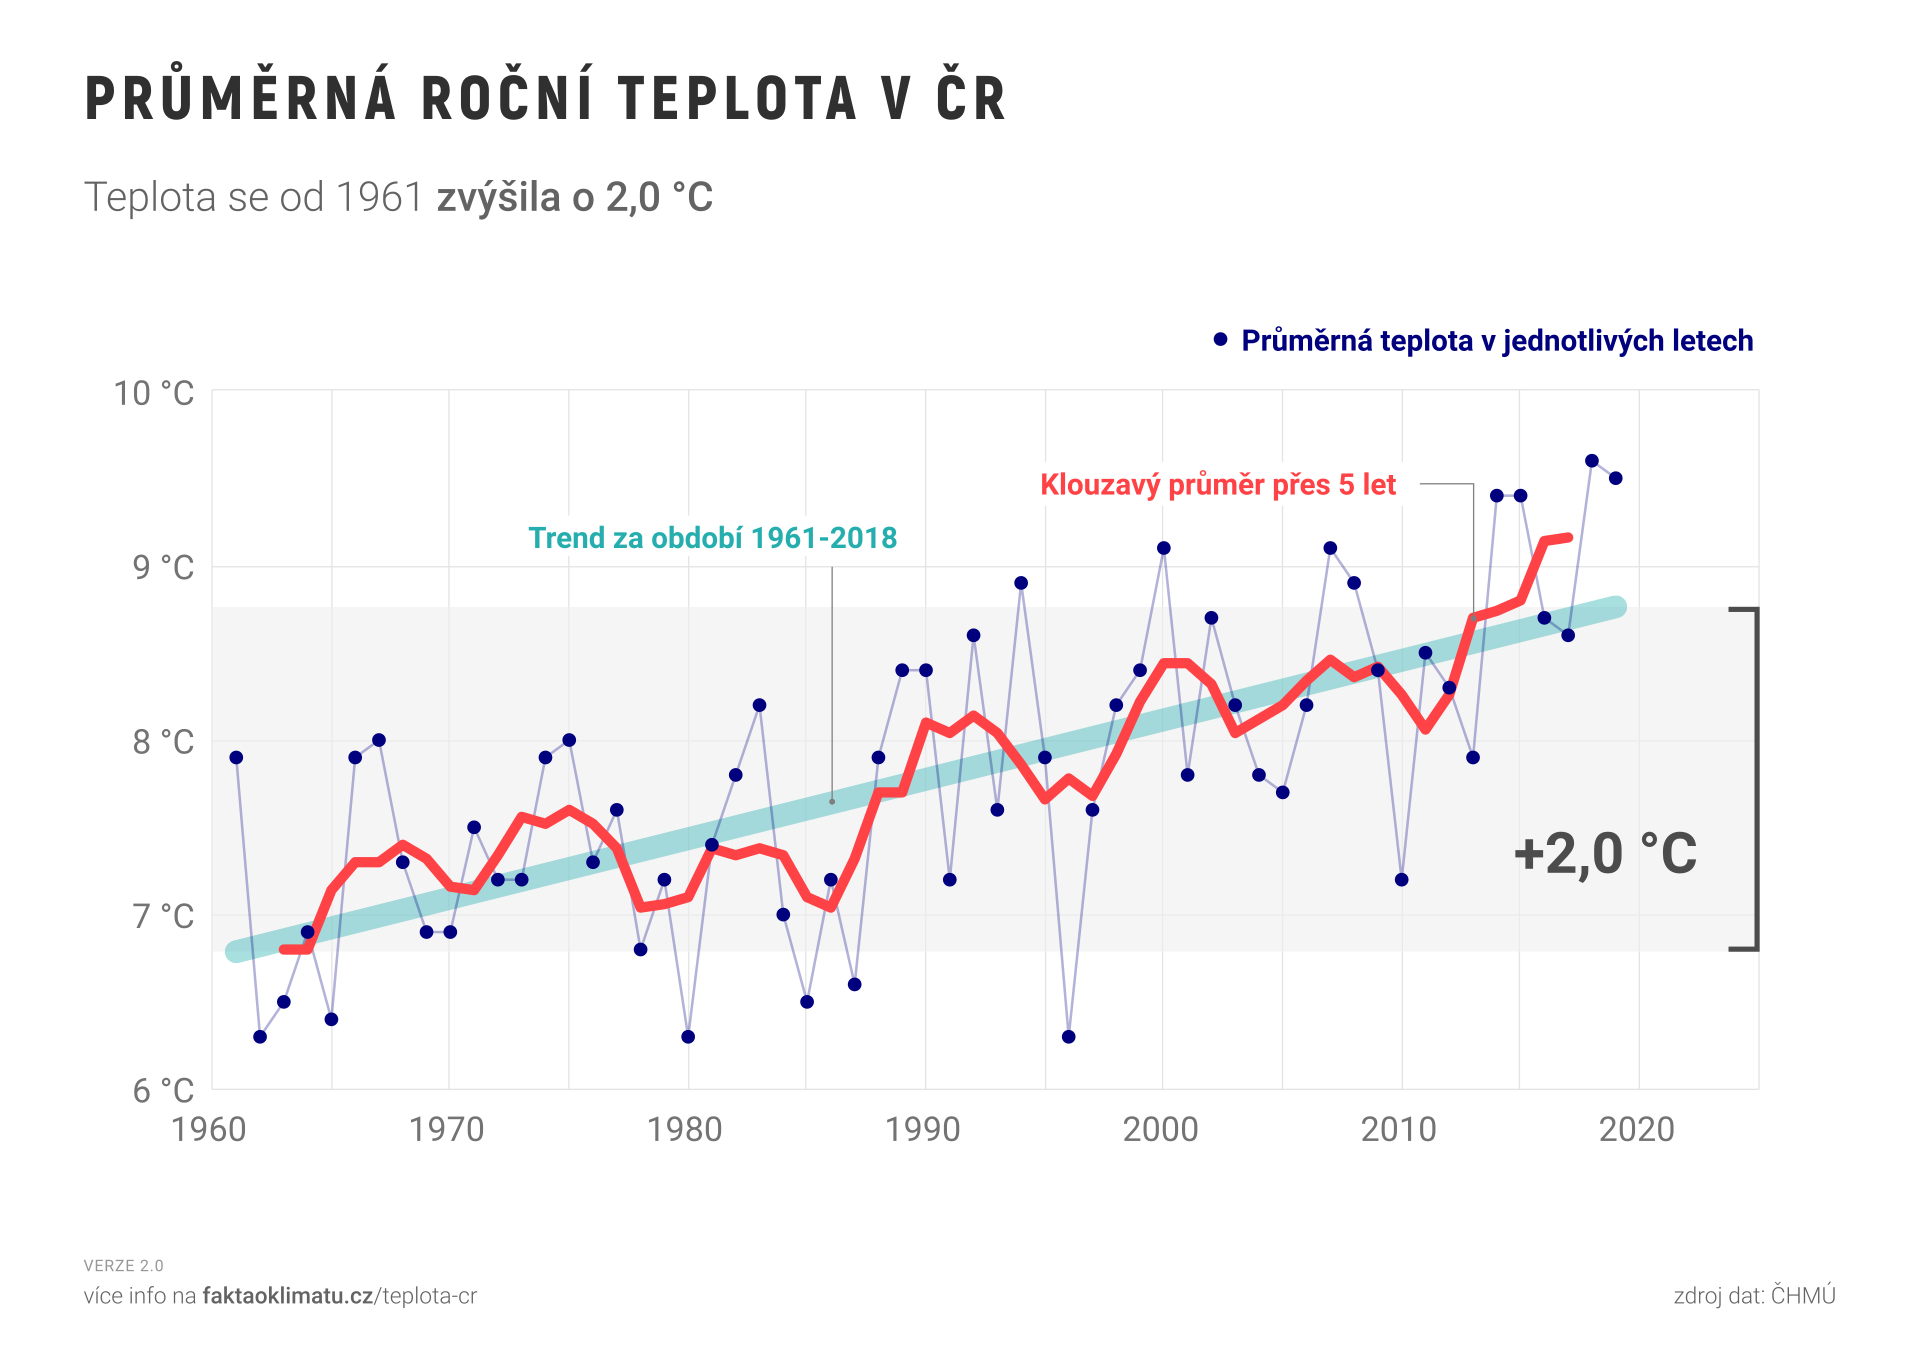 PRŮMĚRNÁ ROČNÍ TEPLOTA V ČR
Teplota se od 1961 zvýšila o 2,0 °C
Průměrná teplota v jednotlivých letech
10 °C
Klouzavý průměr přes 5 let
Trend za období 1961-2018
9 °C
8 °C
+2,0 °C
7 °C
6 °C
1960 1970 1980 1990 2000 2010 2020
VERZE 2.0
více info na faktaoklimatu.cz/teplota-cr
zdroj dat: ČHMÚ